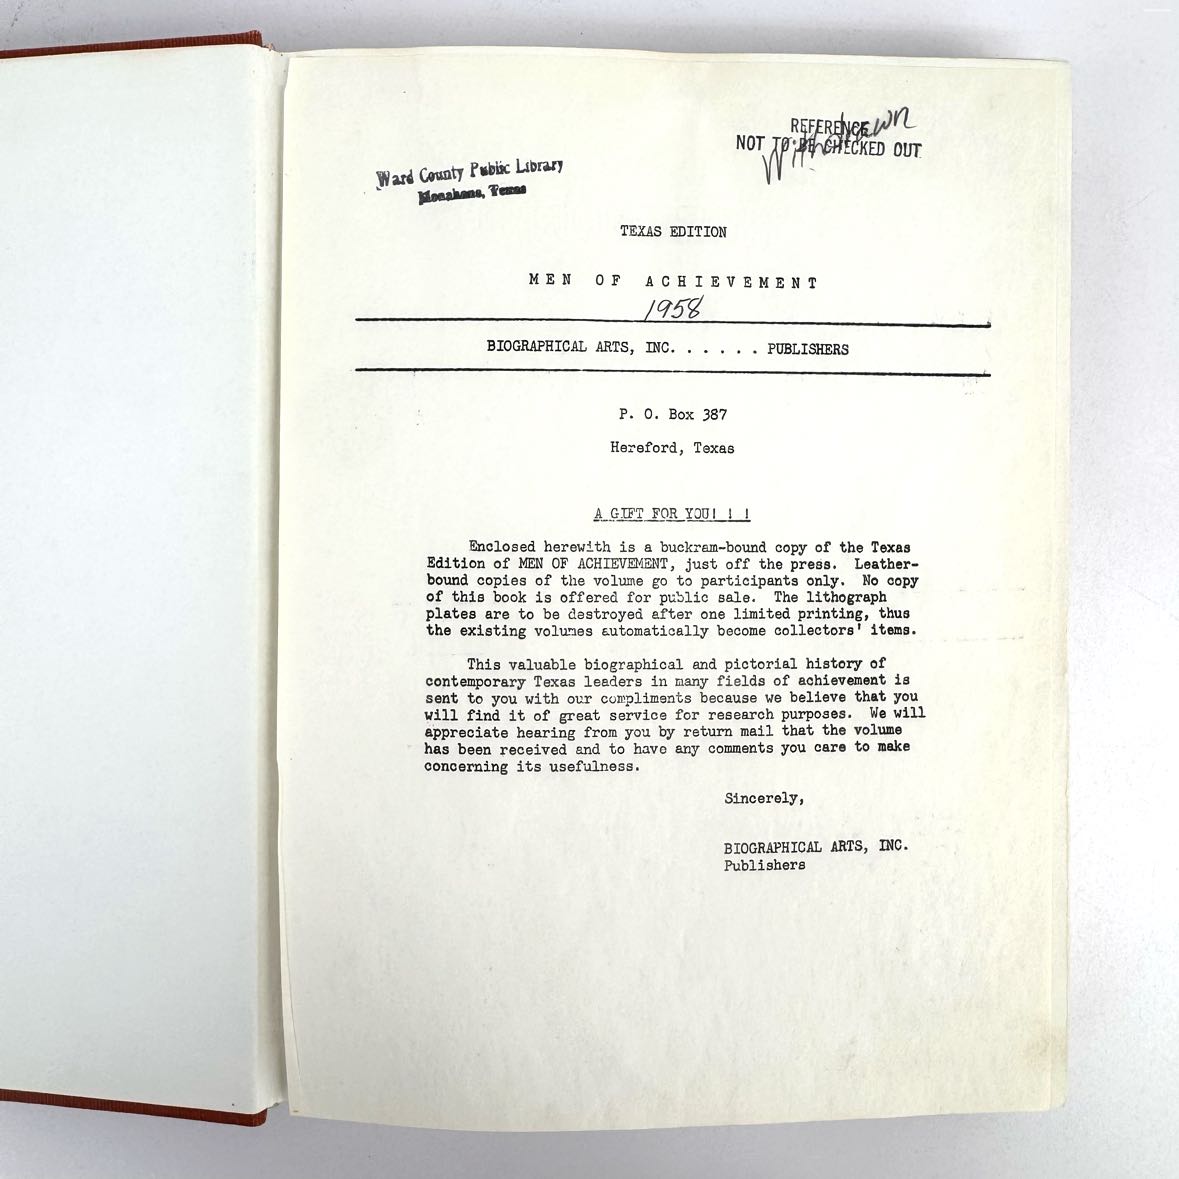 REFERENCE
NOT TO BE CHECKED OUT
Withdrawn
Ward County Public Library
Monahans, Texas
TEXAS EDITION
MEN OF ACHIEVEMENT
1958
BIOGRAPHICAL ARTS, INC. . . . . . PUBLISHERS
P. O. Box 387
Hereford, Texas
A GIFT FOR YOU! ! !
Enclosed herewith is a buckram-bound copy of the Texas
Edition of MEN OF ACHIEVEMENT, just off the press. Leather-
bound copies of the volume go to participants only. No copy
of this book is offered for public sale. The lithograph
plates are to be destroyed after one limited printing, thus
the existing volumes automatically become collectors' items.
This valuable biographical and pictorial history of
contemporary Texas leaders in many fields of achievement is
sent to you with our compliments because we believe that you
will find it of great service for research purposes. We will
appreciate hearing from you by return mail that the volume
has been received and to have any comments you care to make
concerning its usefulness.
Sincerely,
BIOGRAPHICAL ARTS, INC.
Publishers